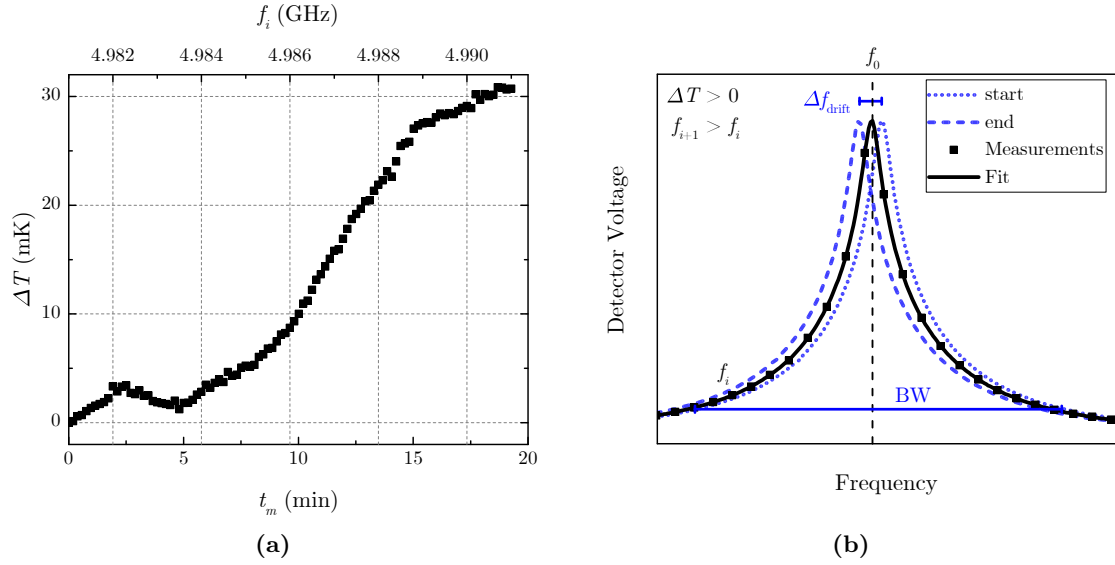 f_i (GHz)
4.982 4.984 4.986 4.988 4.990
30
20
10
0
ΔT (mK)
0 5 10 15 20
t_m (min)
(a)
f_0
ΔT > 0
f_{i+1} > f_i
Δf_drift
start
end
Measurements
Fit
Detector Voltage
f_i
BW
Frequency
(b)